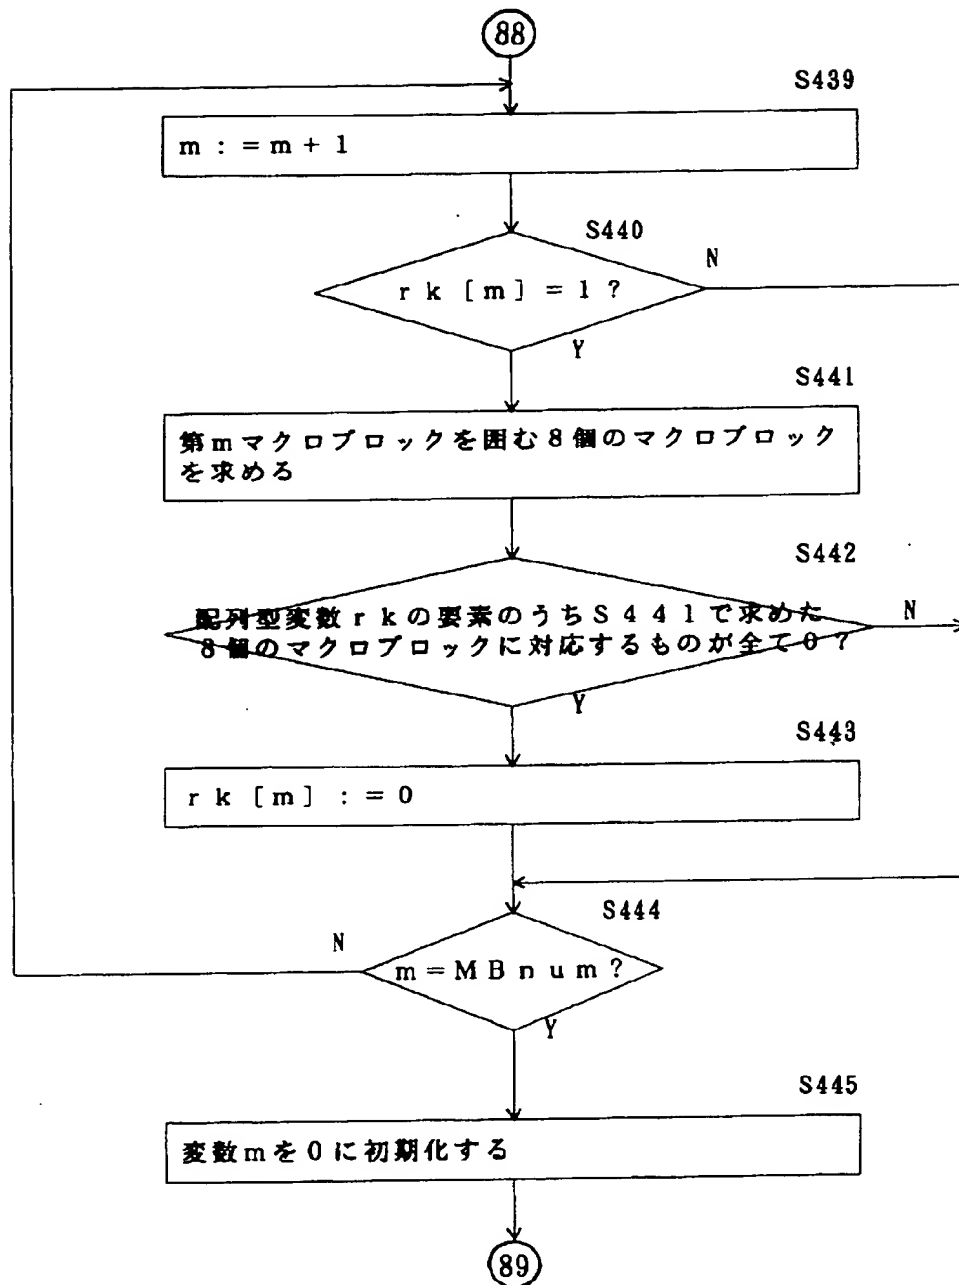 88
S439
m:=m+1
S440
rk[m]=1?
N
Y
S441
第mマクロブロックを囲む8個のマクロブロック
を求める
S442
配列型変数rkの要素のうちS441で求めた
8個のマクロブロックに対応するものが全て0?
N
Y
S443
rk[m]:=0
S444
N
m=MBnum?
Y
S445
変数mを0に初期化する
89